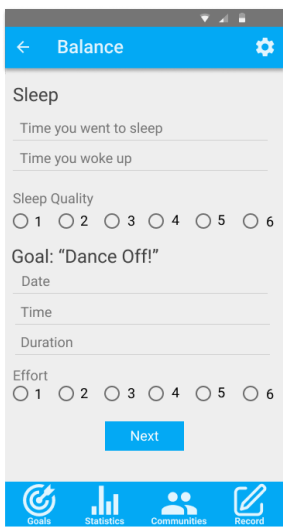 Balance
Sleep
Time you went to sleep
Time you woke up
Sleep Quality
1 2 3 4 5 6
Goal: “Dance Off!”
Date
Time
Duration
Effort
1 2 3 4 5 6
Next
Goals Statistics Communities Record